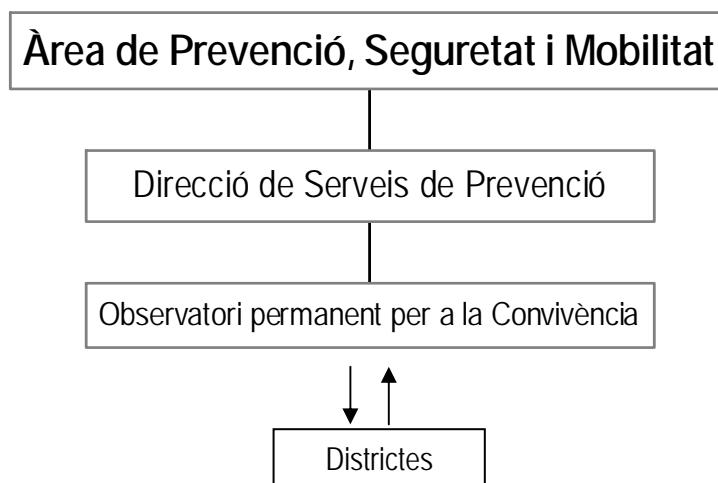 Àrea de Prevenció, Seguretat i Mobilitat
Direcció de Serveis de Prevenció
Observatori permanent per a la Convivència
Districtes